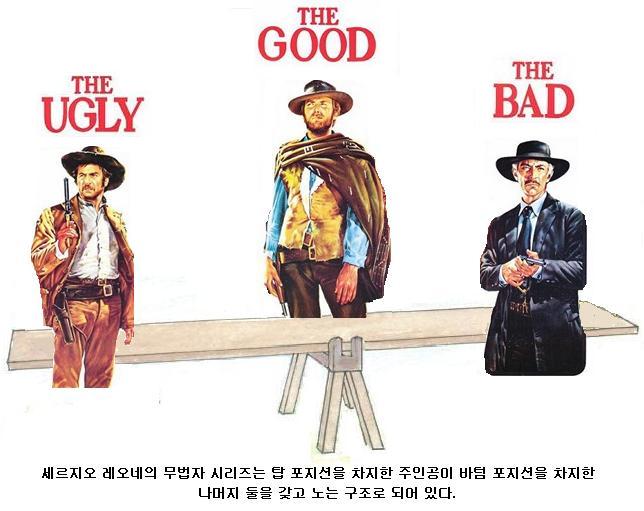 THE
UGLY
THE
GOOD
THE
BAD
세르지오 레오네의 무법자 시리즈는 탑 포지션을 차지한 주인공이 바텀 포지션을 차지한
나머지 둘을 갖고 노는 구조로 되어 있다.